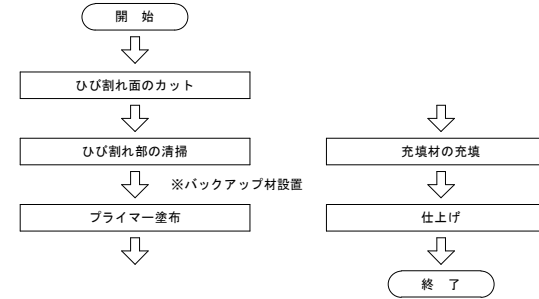 開　始
ひび割れ面のカット
ひび割れ部の清掃
※バックアップ材設置
プライマー塗布
充填材の充填
仕上げ
終　了